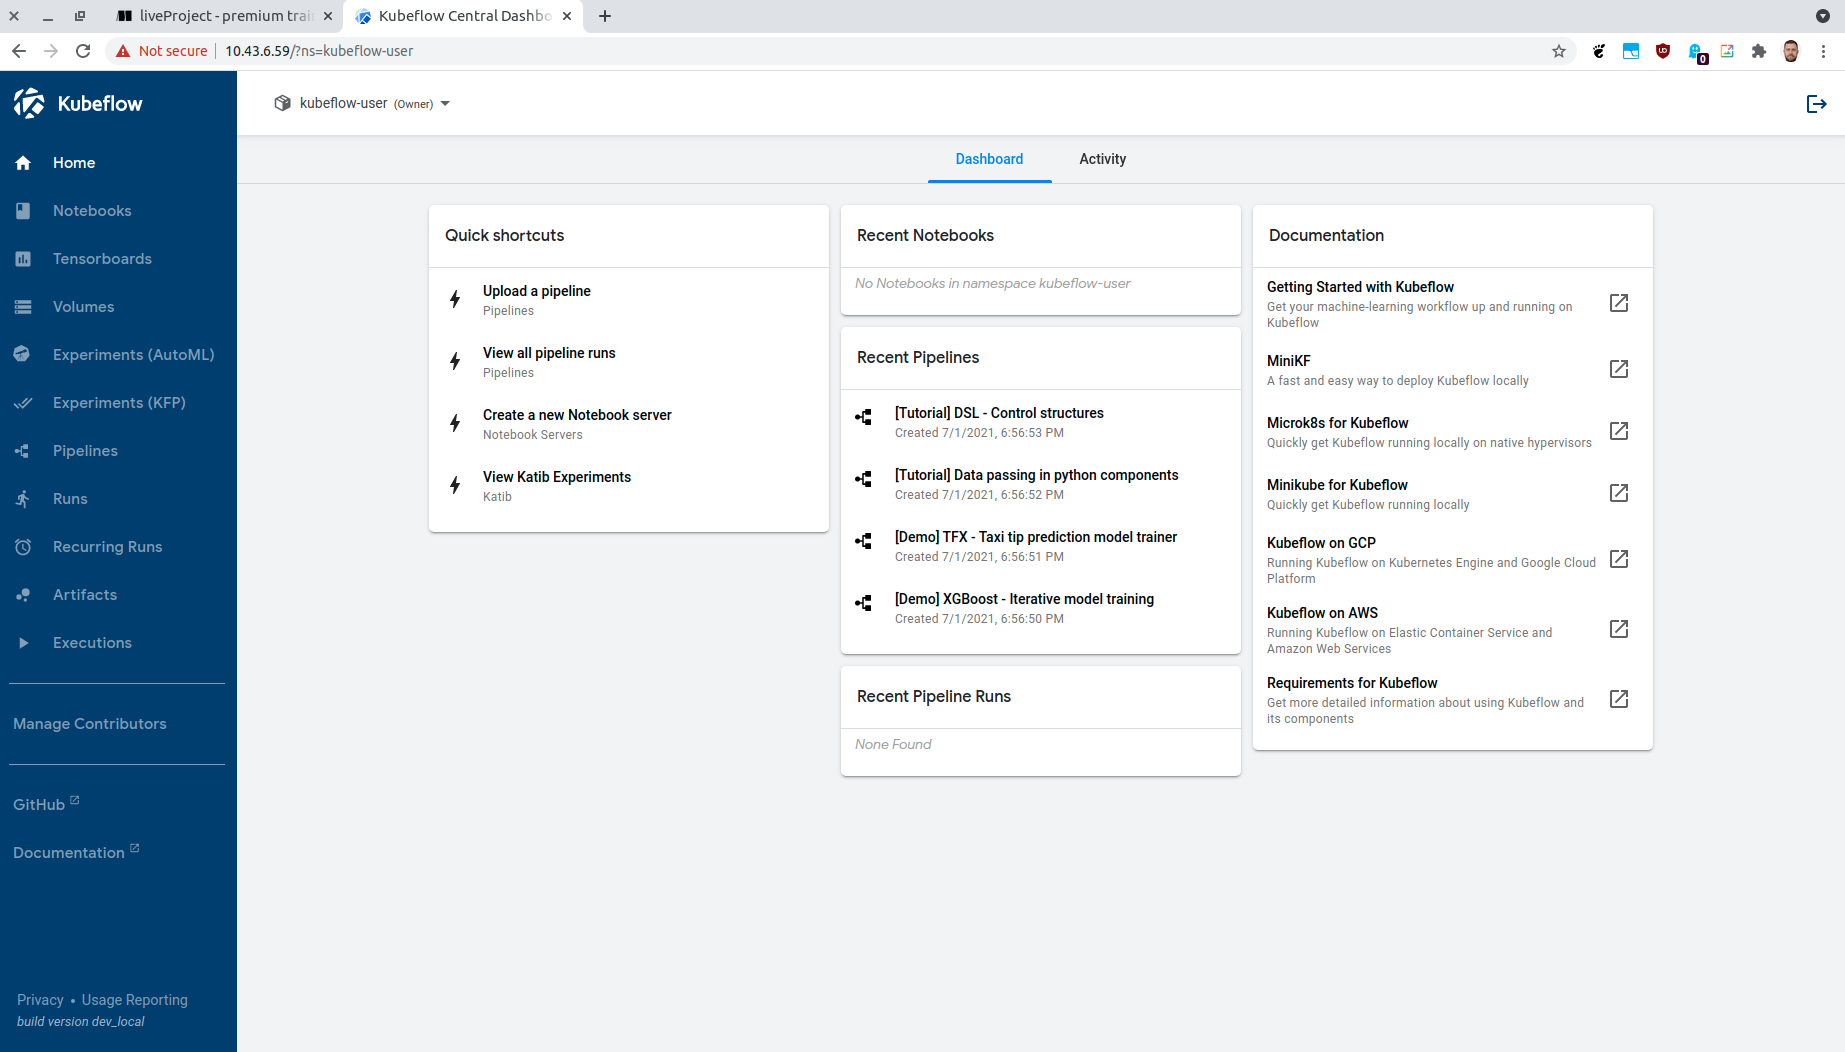 liveProject - premium trai
Kubeflow Central Dashbo
Not secure
10.43.6.59/?ns=kubeflow-user
0
Kubeflow
Home
Notebooks
Tensorboards
Volumes
Experiments (AutoML)
Experiments (KFP)
Pipelines
Runs
Recurring Runs
Artifacts
Executions
Manage Contributors
GitHub
Documentation
Privacy • Usage Reporting
build version dev_local
kubeflow-user (Owner)
Dashboard
Activity
Quick shortcuts
Upload a pipeline
Pipelines
View all pipeline runs
Pipelines
Create a new Notebook server
Notebook Servers
View Katib Experiments
Katib
Recent Notebooks
No Notebooks in namespace kubeflow-user
Recent Pipelines
[Tutorial] DSL - Control structures
Created 7/1/2021, 6:56:53 PM
[Tutorial] Data passing in python components
Created 7/1/2021, 6:56:52 PM
[Demo] TFX - Taxi tip prediction model trainer
Created 7/1/2021, 6:56:51 PM
[Demo] XGBoost - Iterative model training
Created 7/1/2021, 6:56:50 PM
Recent Pipeline Runs
None Found
Documentation
Getting Started with Kubeflow
Get your machine-learning workflow up and running on
Kubeflow
MiniKF
A fast and easy way to deploy Kubeflow locally
Microk8s for Kubeflow
Quickly get Kubeflow running locally on native hypervisors
Minikube for Kubeflow
Quickly get Kubeflow running locally
Kubeflow on GCP
Running Kubeflow on Kubernetes Engine and Google Cloud
Platform
Kubeflow on AWS
Running Kubeflow on Elastic Container Service and
Amazon Web Services
Requirements for Kubeflow
Get more detailed information about using Kubeflow and
its components